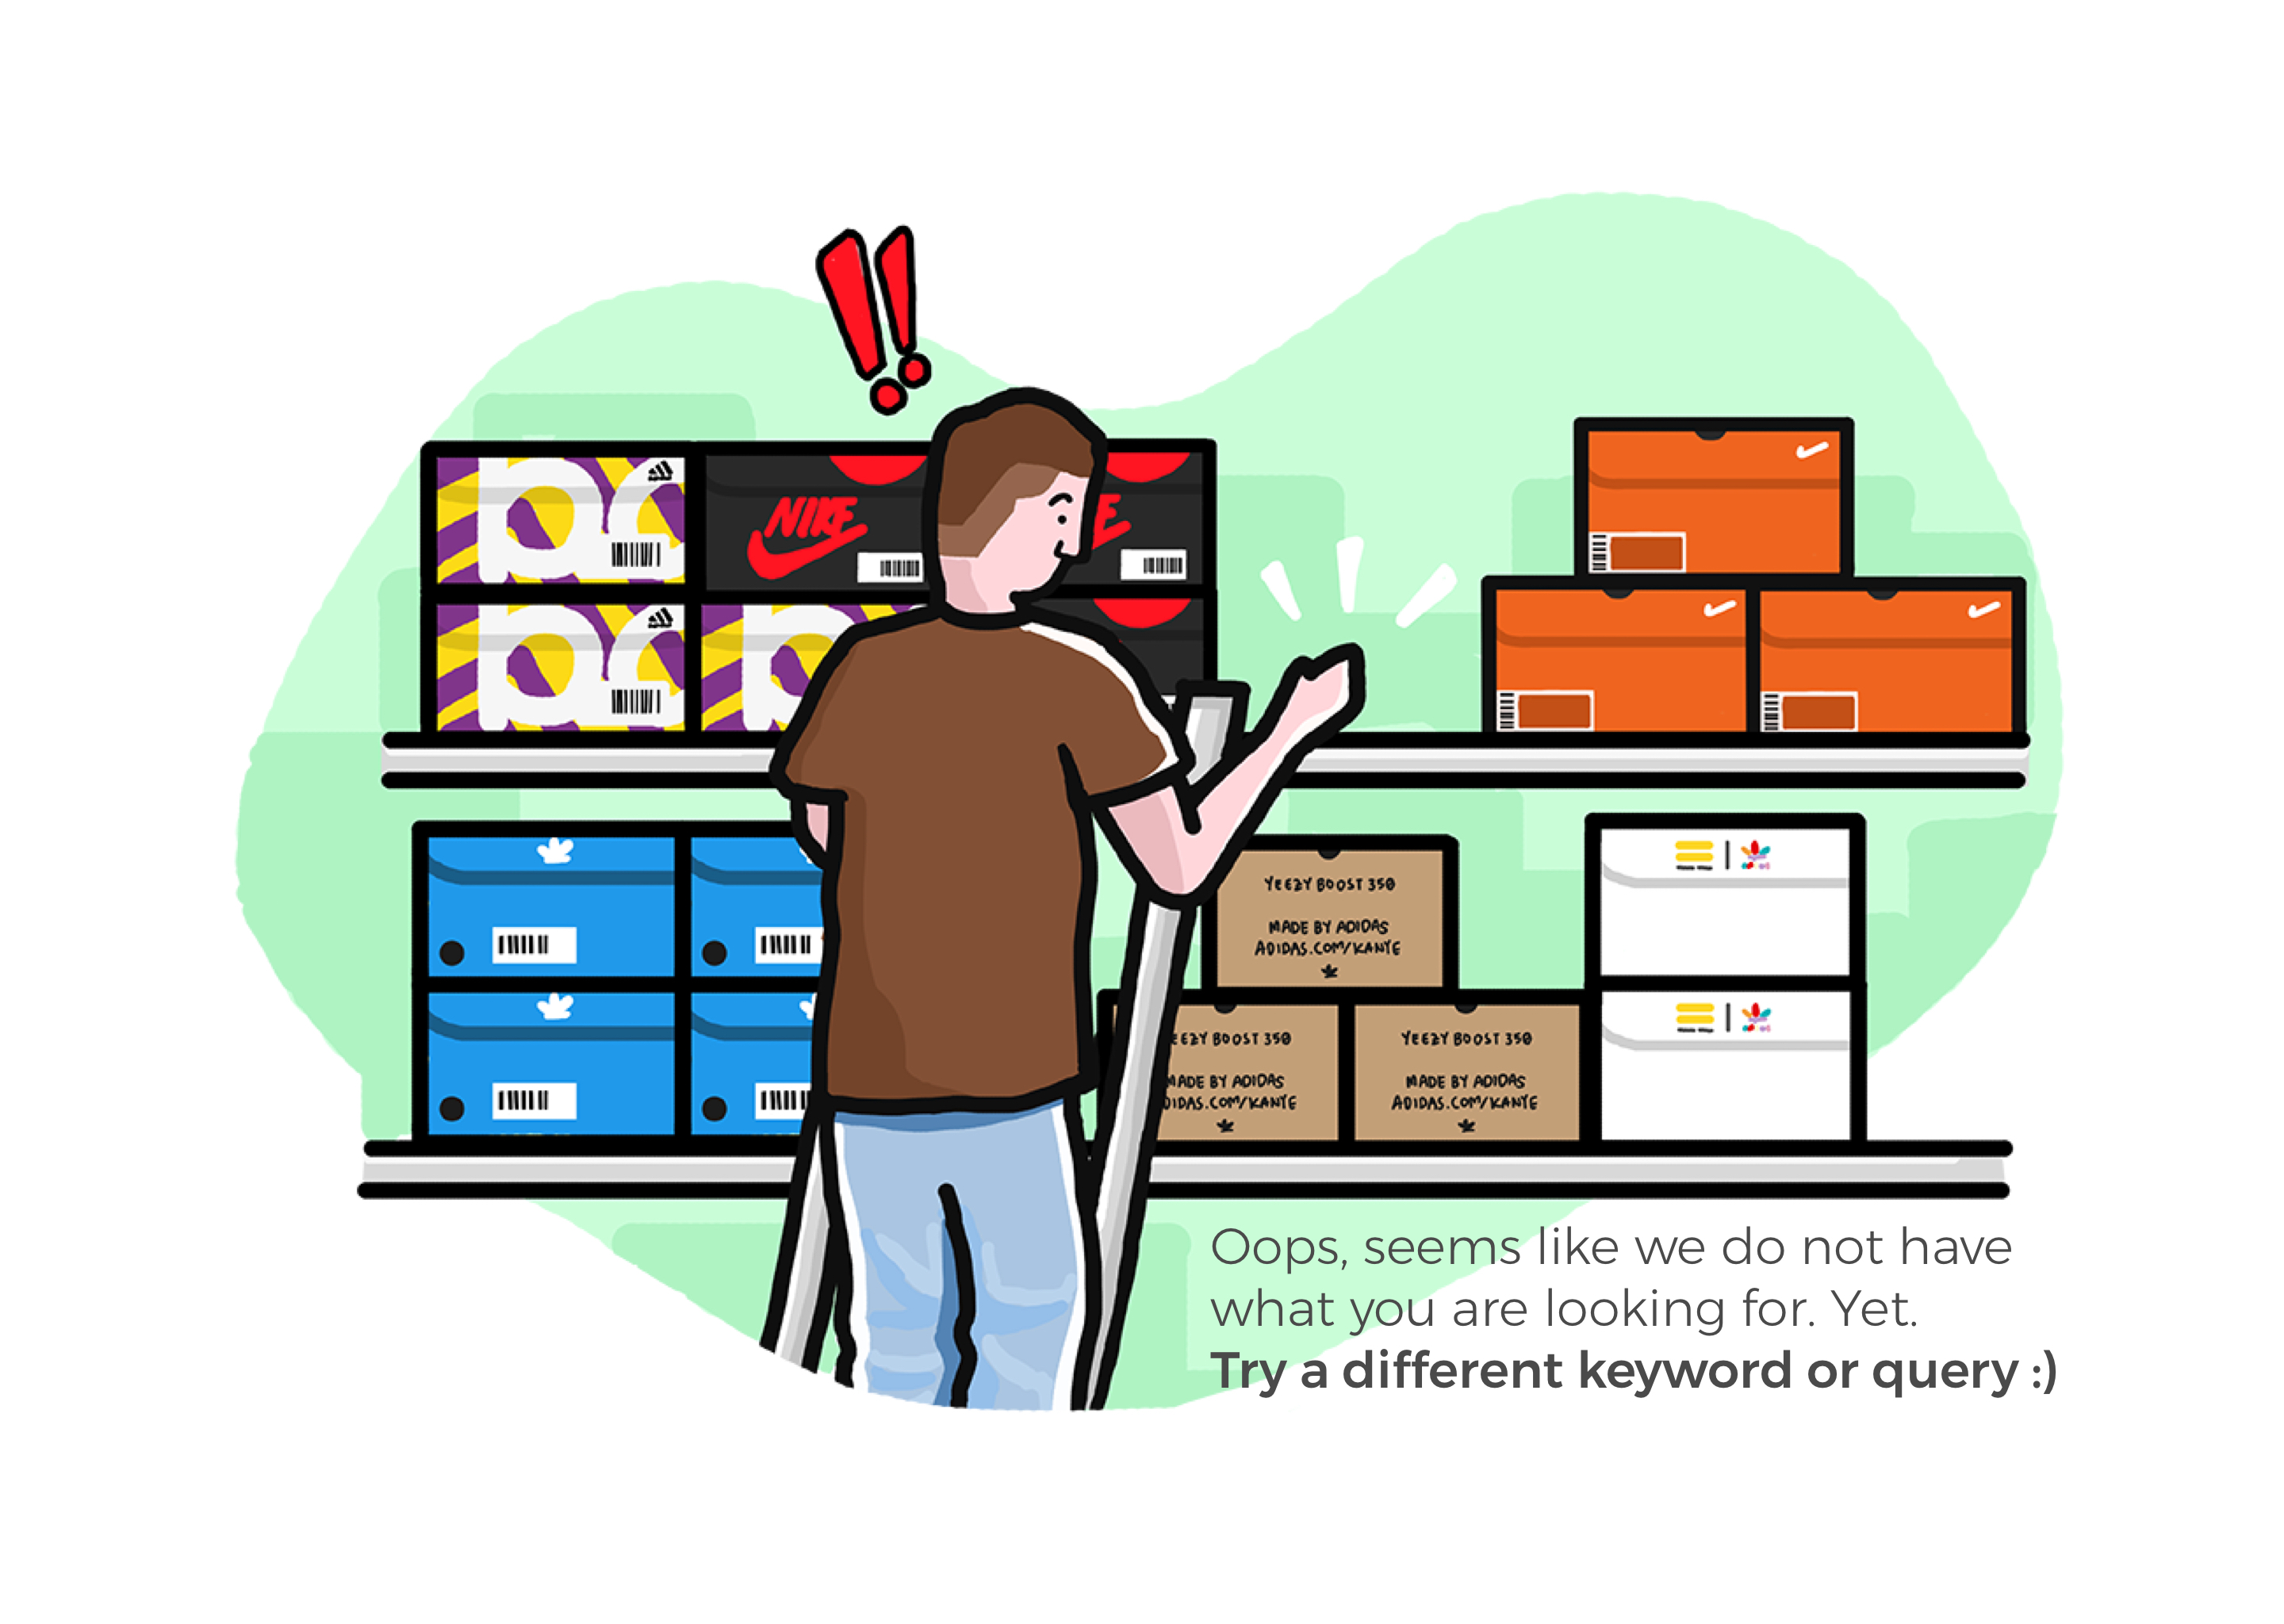 NIKE
E
YEEZY BOOST 350
MADE BY ADIDAS
ADIDAS.COM/KANYE
EEZY BOOST 350
MADE BY ADIDAS
DIDAS.COM/KANYE
YEEZY BOOST 350
MADE BY ADIDAS
ADIDAS.COM/KANYE
Oops, seems like we do not have
what you are looking for. Yet.
Try a different keyword or query :)